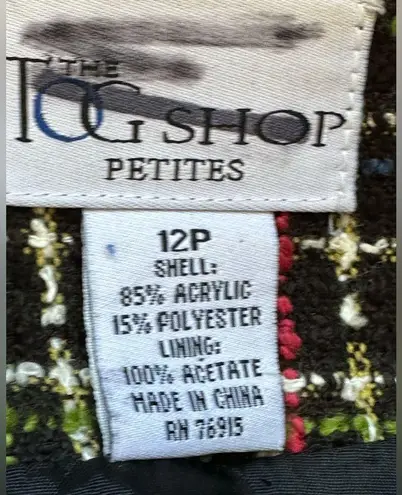 THE
TOG SHOP
PETITES
12P
SHELL:
85% ACRYLIC
15% POLYESTER
LINING:
100% ACETATE
MADE IN CHINA
RN 76915